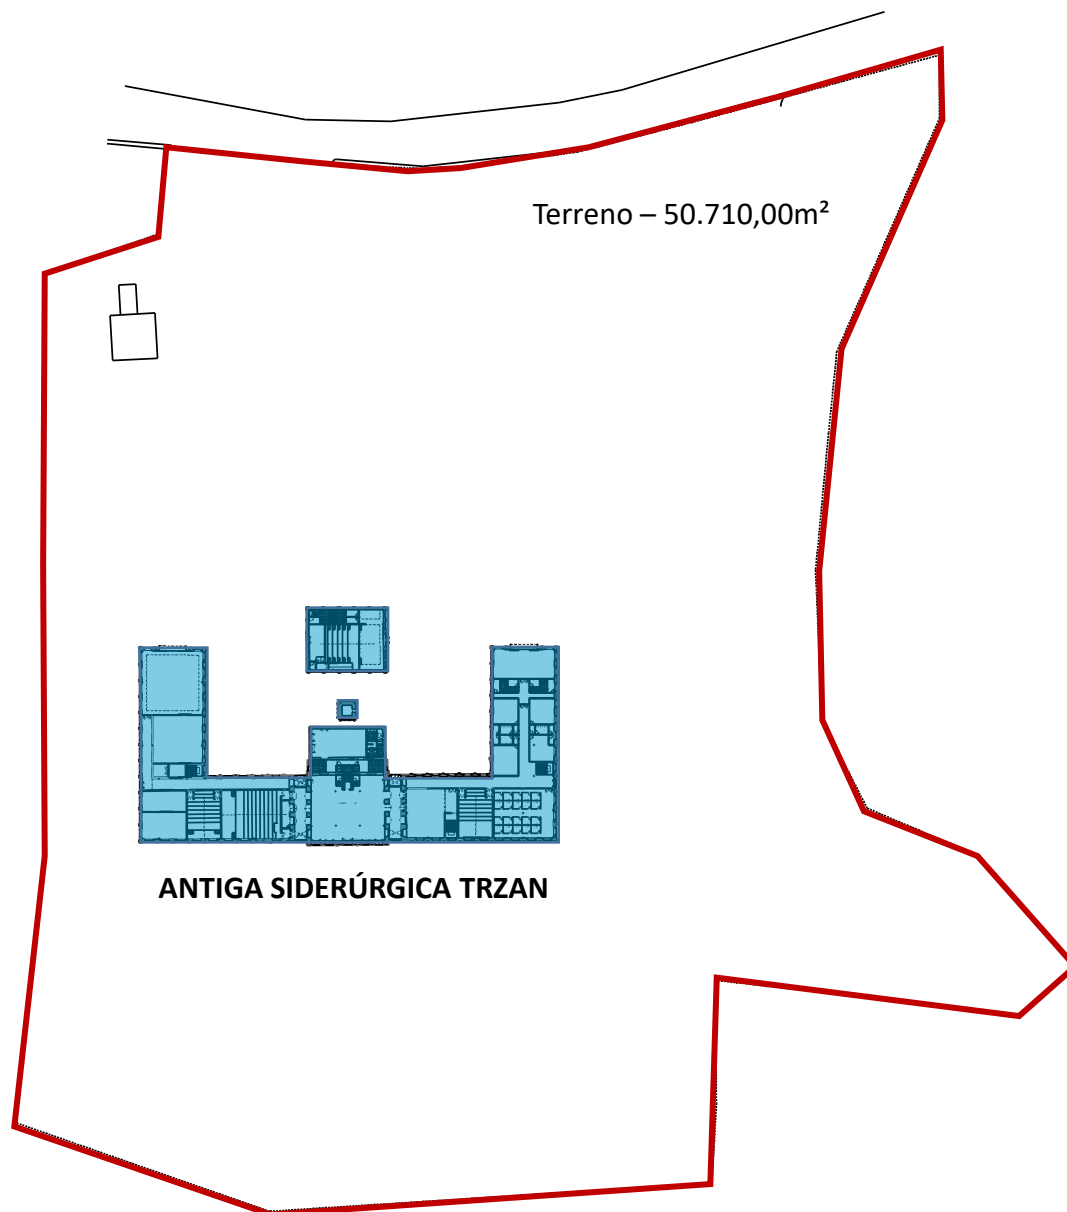 Terreno – 50.710,00m²
ANTIGA SIDERÚRGICA TRZAN